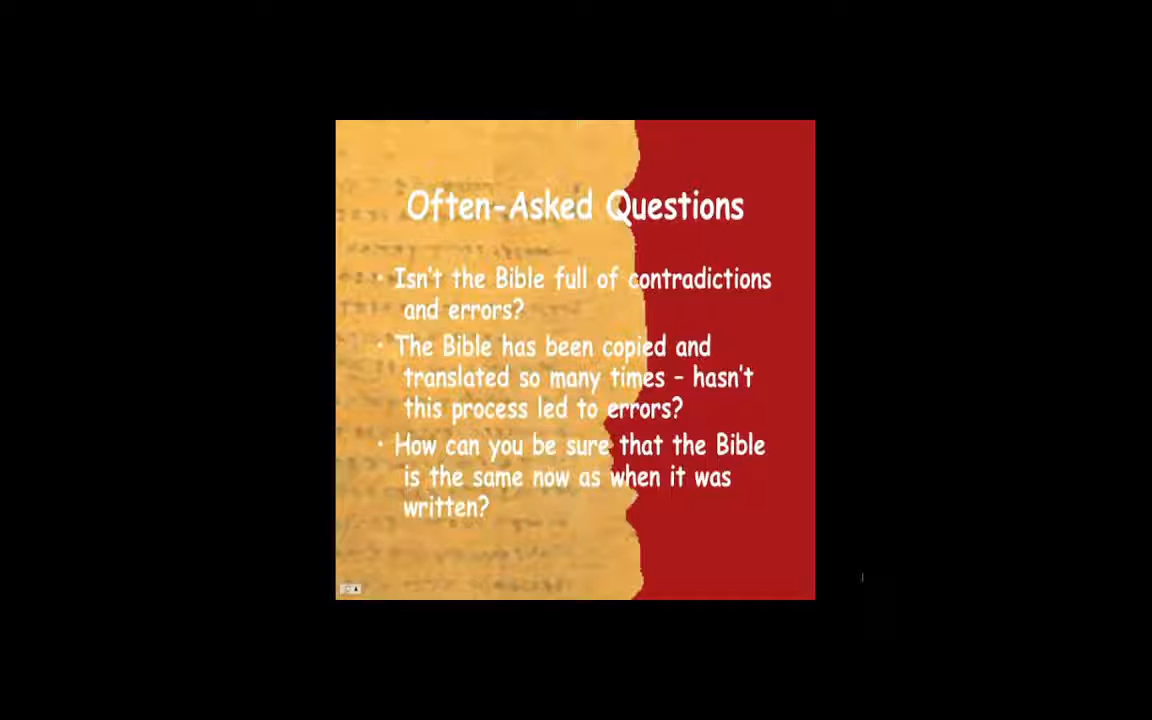 Often-Asked Questions
• Isn't the Bible full of contradictions
and errors?
• The Bible has been copied and
translated so many times – hasn't
this process led to errors?
• How can you be sure that the Bible
is the same now as when it was
written?